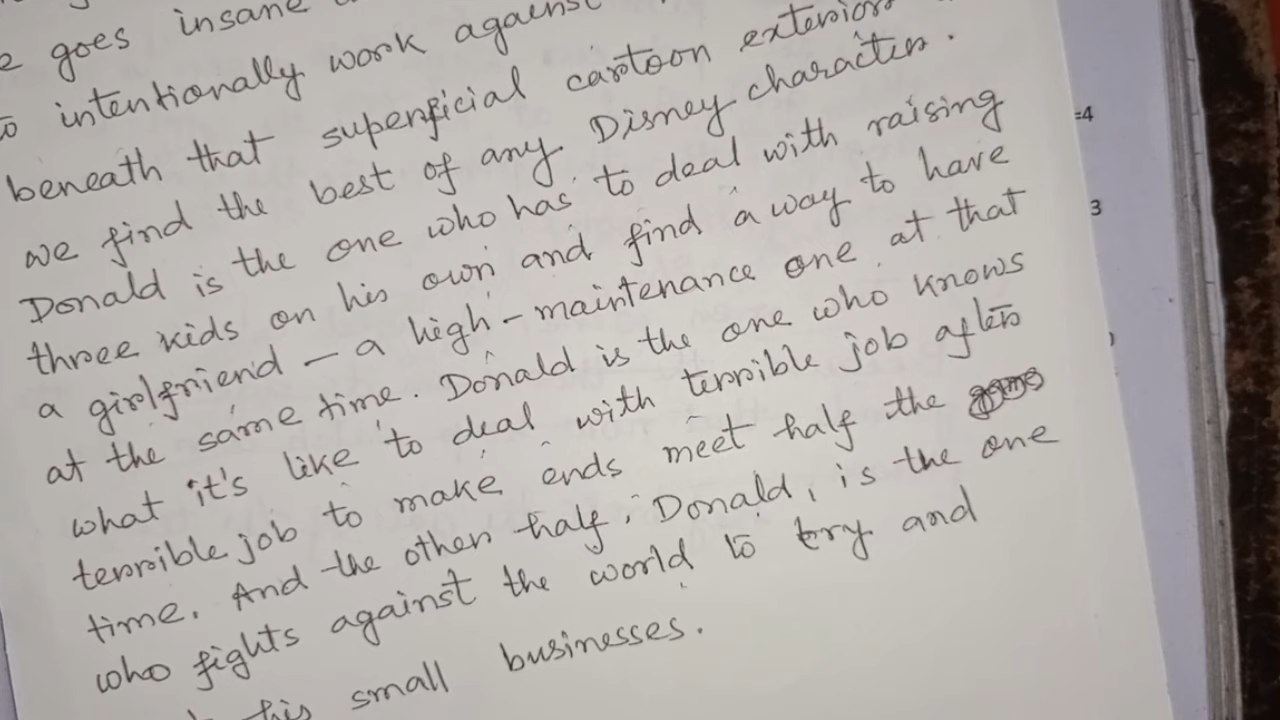 goes insane
to intentionally work against
beneath that superficial cartoon exterior
we find the best of any Disney character.
Donald is the one who has to deal with raising
three kids on his own and find a way to have
a girlfriend – a high-maintenance one at that
at the same time. Donald is the one who knows
what it's like to deal with terrible job after
terrible job to make ends meet half the
time. And the other half, Donald, is the one
who fights against the world to try and
this small businesses.
=4
3